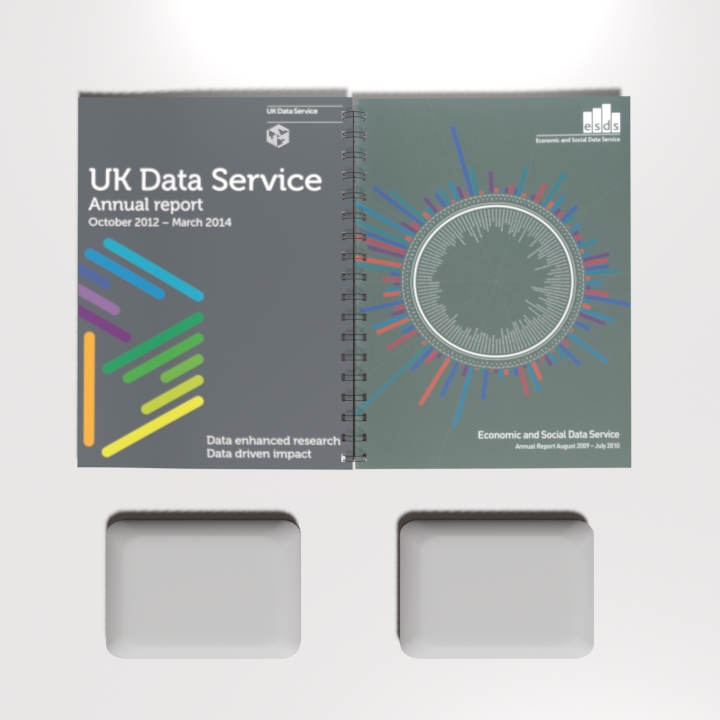 UK Data Service
UK Data Service
Annual report
October 2012 – March 2014
Data enhanced research
Data driven impact
esds
Economic and Social Data Service
Economic and Social Data Service
Annual Report August 2009 – July 2010